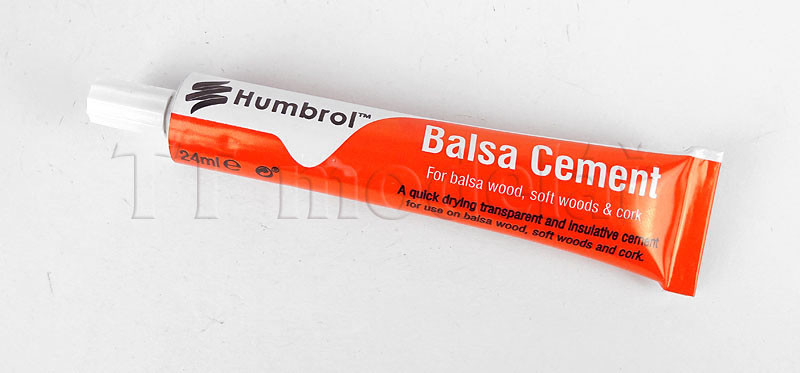 Humbrol™
24ml ℮
Balsa Cement
For balsa wood, soft woods & cork
A quick drying transparent and insulative cement
for use on balsa wood, soft woods and cork.